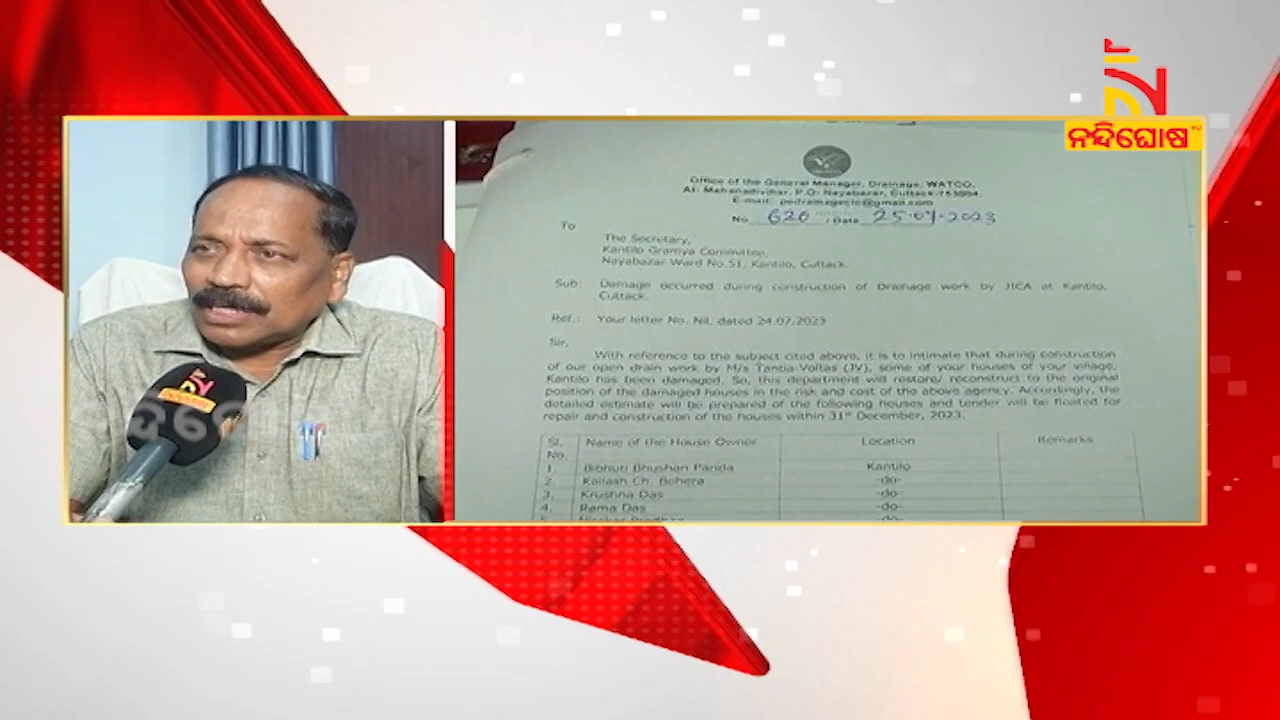 ନନ୍ଦିଘୋଷ
Office of the General Manager, Drainage, WATCO,
At: Mahanadivihar, P.O: Nayabazar, Cuttack-753004.
E-mail: pedrainagectc@gmail.com
No. 620 / Date 25.07.2023
To
The Secretary,
Kantilo Gramya Committee,
Nayabazar Ward No.51, Kantilo, Cuttack.
Sub: Damage occurred during construction of Drainage work by JICA at Kantilo,
Cuttack.
Ref.: Your letter No. Nil, dated 24.07.2023
Sir,
With reference to the subject cited above, it is to intimate that during construction
of our open drain work by M/s Tantia-Voltas (JV), some of your houses of your village,
Kantilo has been damaged. So, this department will restore/ reconstruct to the original
position of the damaged houses in the risk and cost of the above agency. Accordingly, the
detailed estimate will be prepared of the following houses and tender will be floated for
repair and construction of the houses within 31st December, 2023.
Sl. No. Name of the House Owner Location Remarks
1. Bibhuti Bhushan Parida Kantilo
2. Kailash Ch. Behera -do-
3. Krushna Das -do-
4. Rama Das -do-
5. -do-